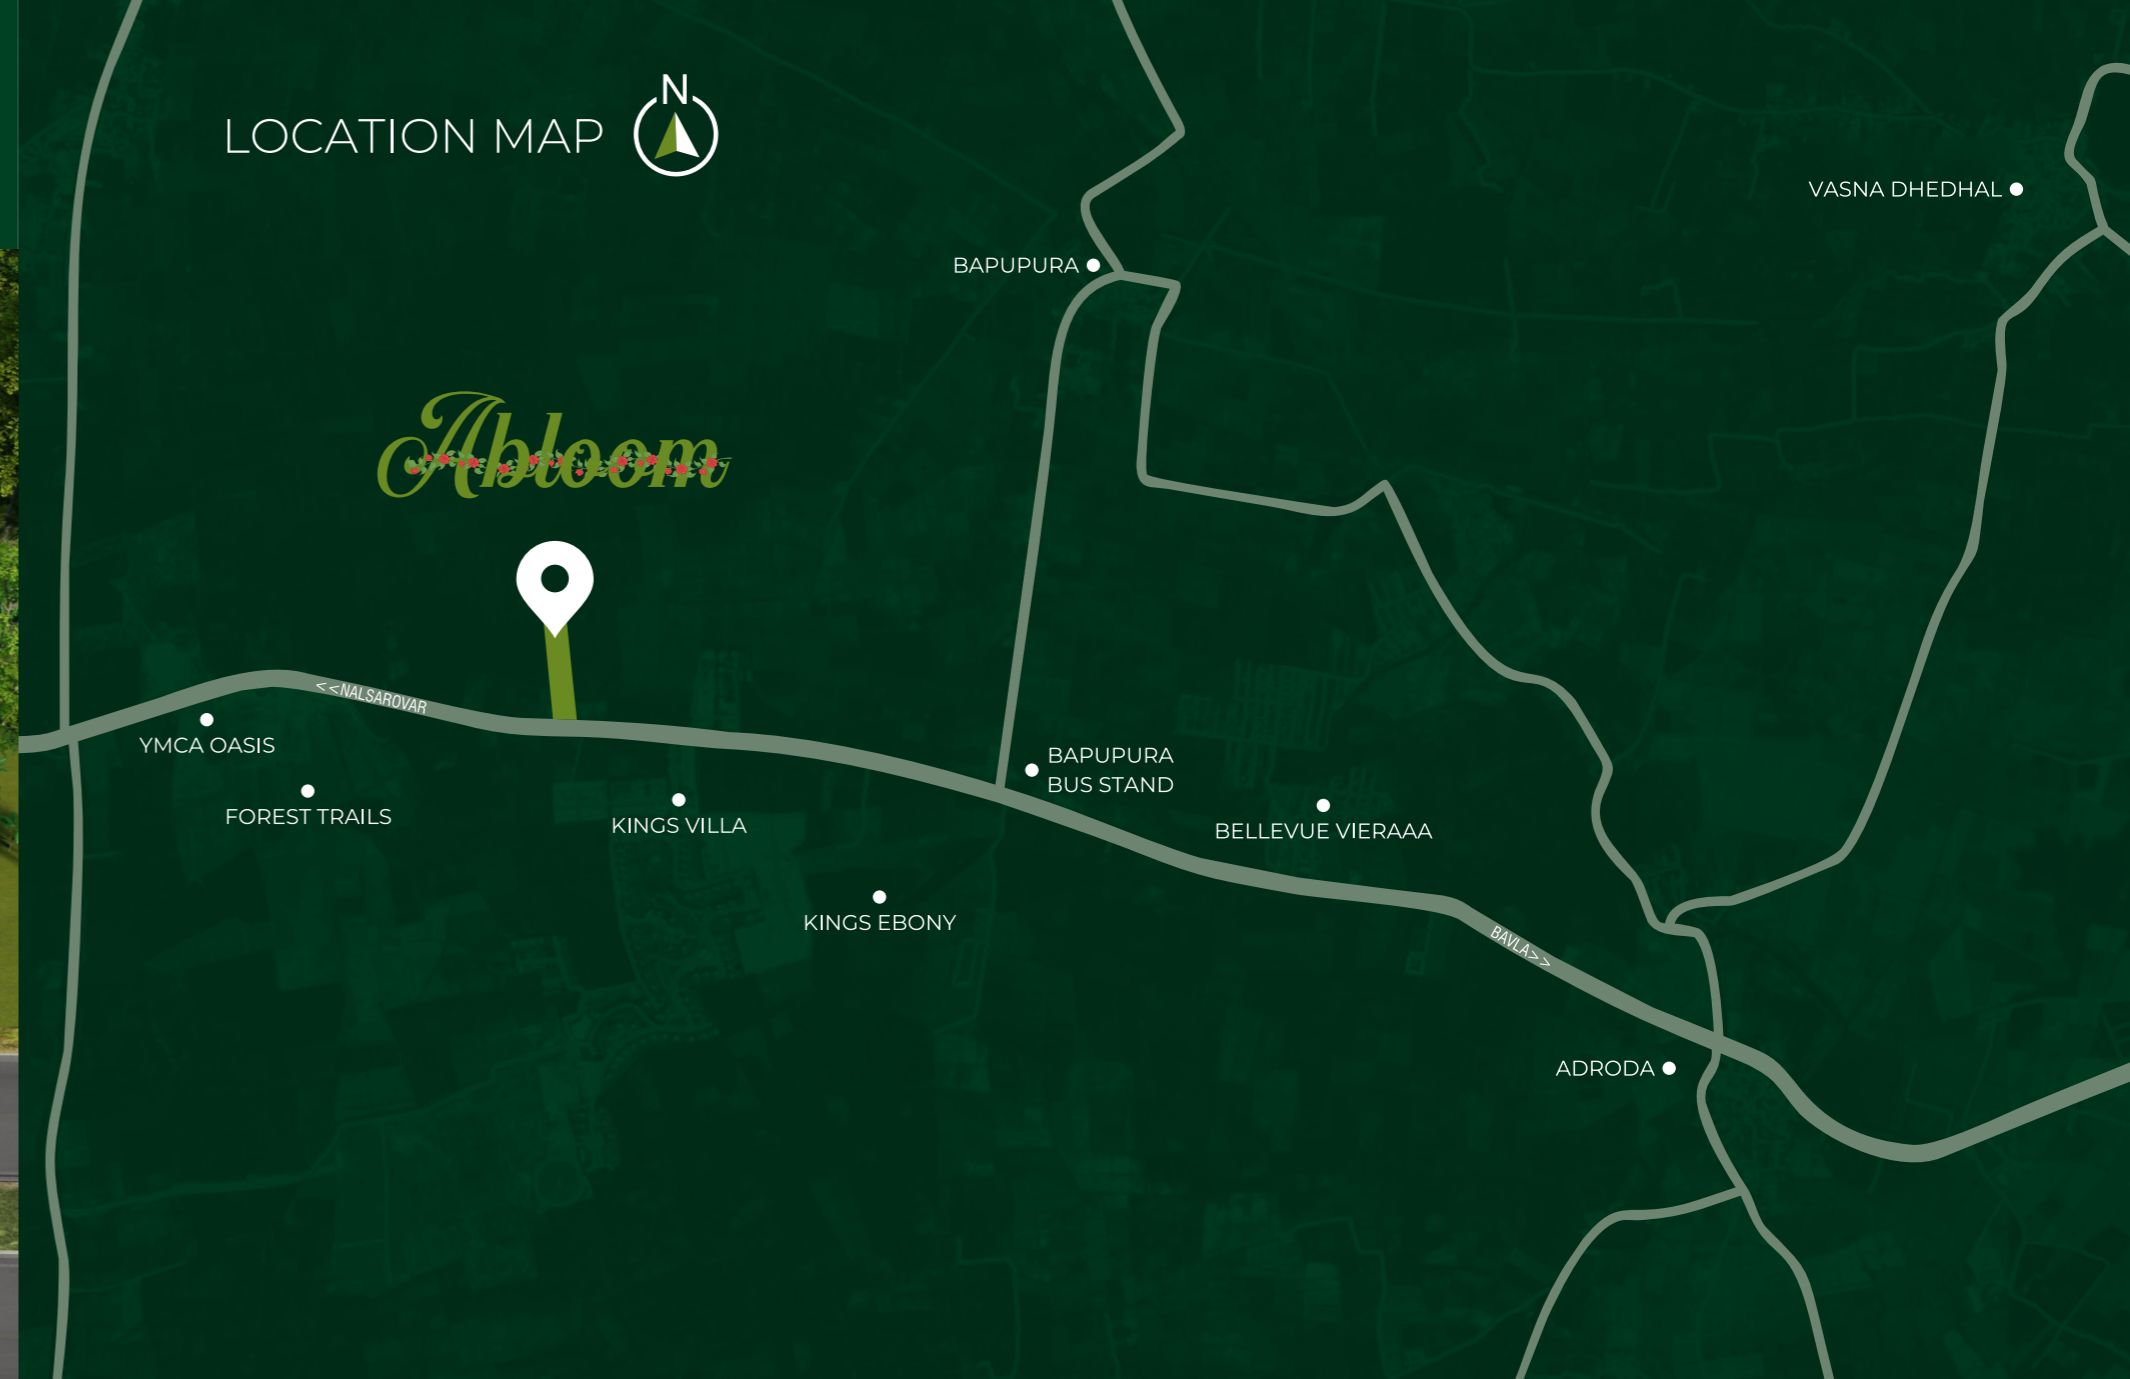 N
LOCATION MAP
VASNA DHEDHAL
BAPUPURA
Abloom
<<NALSAROVAR
YMCA OASIS
FOREST TRAILS
KINGS VILLA
BAPUPURA
BUS STAND
BELLEVUE VIERAAA
KINGS EBONY
BAVLA>>
ADRODA